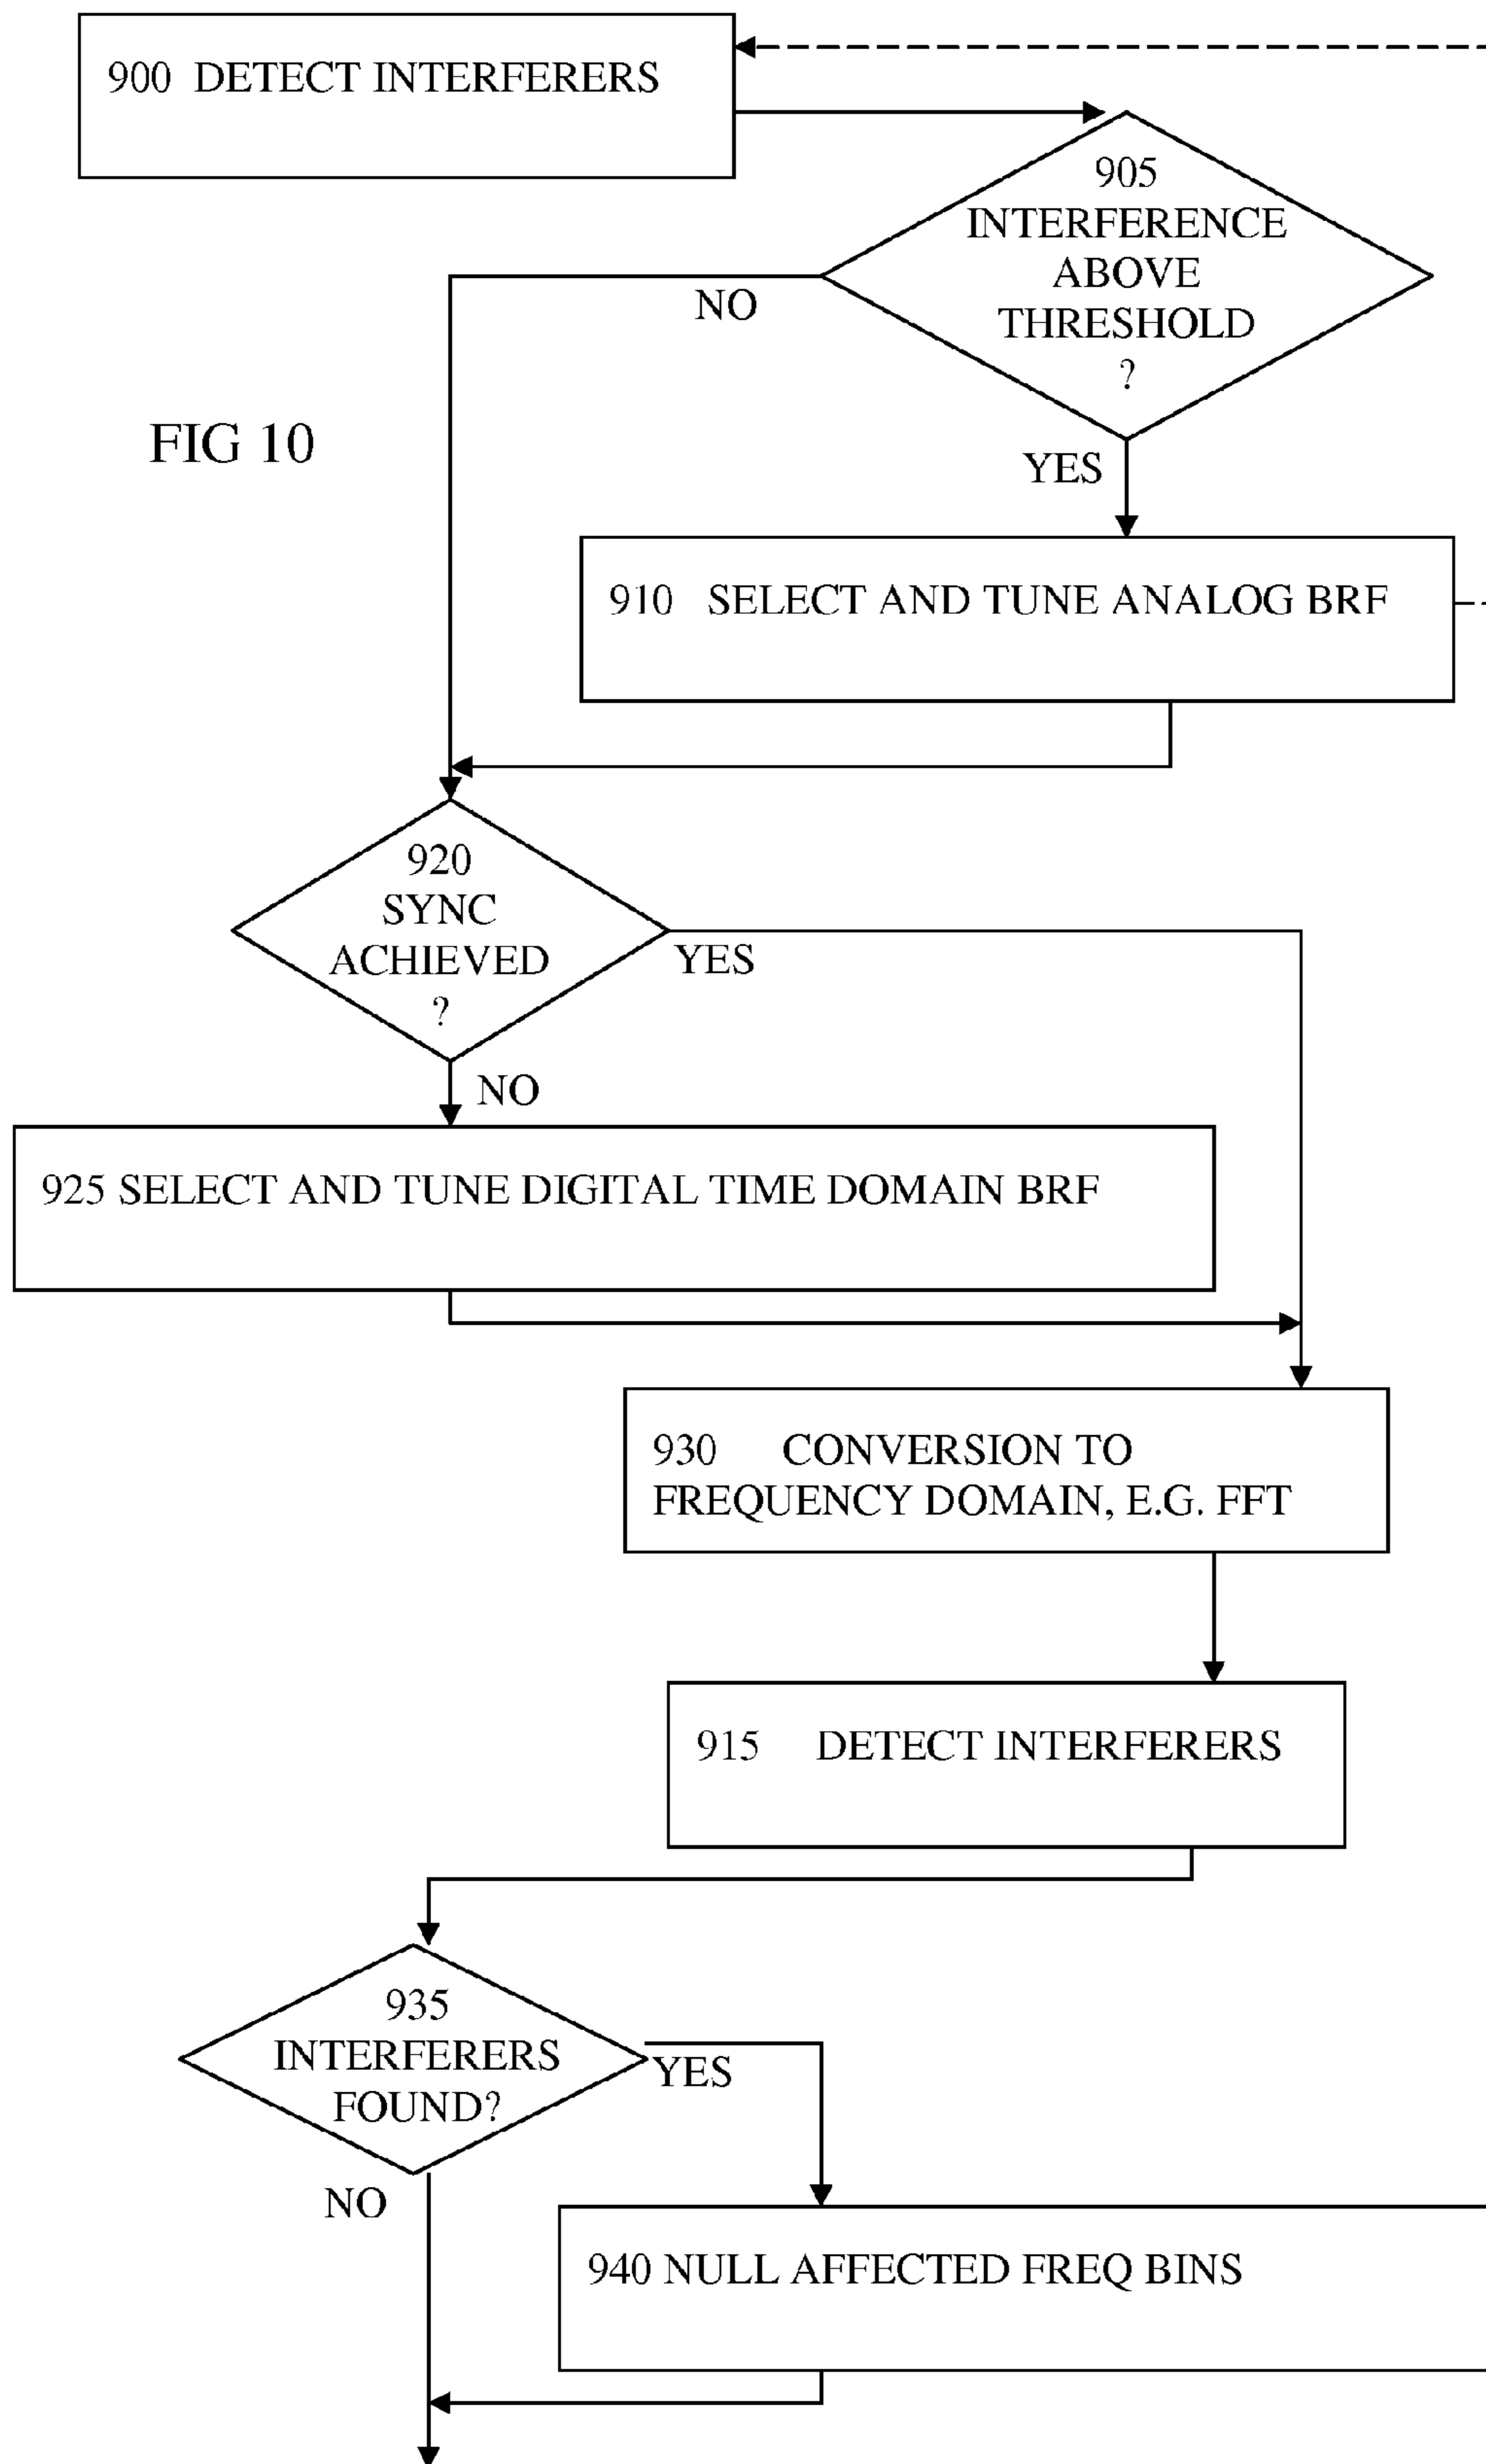 900 DETECT INTERFERERS
905
INTERFERENCE
ABOVE
THRESHOLD
?
NO
FIG 10
YES
910 SELECT AND TUNE ANALOG BRF
920
SYNC
ACHIEVED
?
YES
NO
925 SELECT AND TUNE DIGITAL TIME DOMAIN BRF
930 CONVERSION TO
FREQUENCY DOMAIN, E.G. FFT
915 DETECT INTERFERERS
935
INTERFERERS
FOUND?
YES
NO
940 NULL AFFECTED FREQ BINS